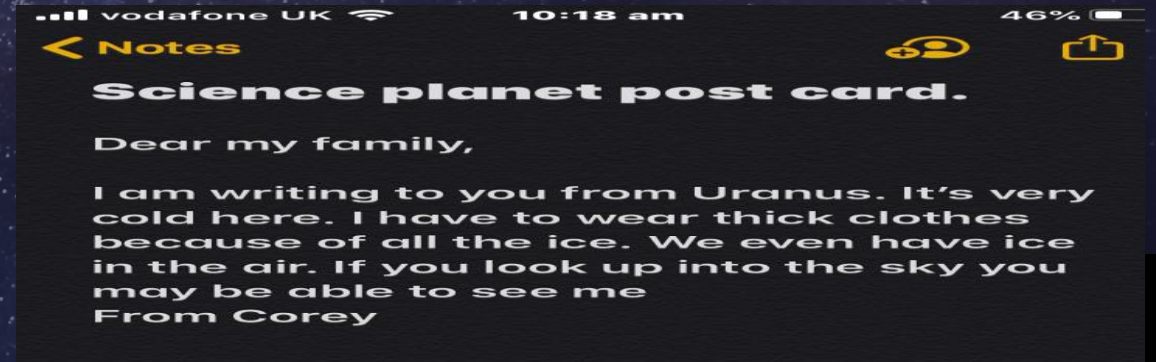 vodafone UK 10:18 am 46%
Notes
Science planet post card.
Dear my family,
I am writing to you from Uranus. It's very
cold here. I have to wear thick clothes
because of all the ice. We even have ice
in the air. If you look up into the sky you
may be able to see me
From Corey